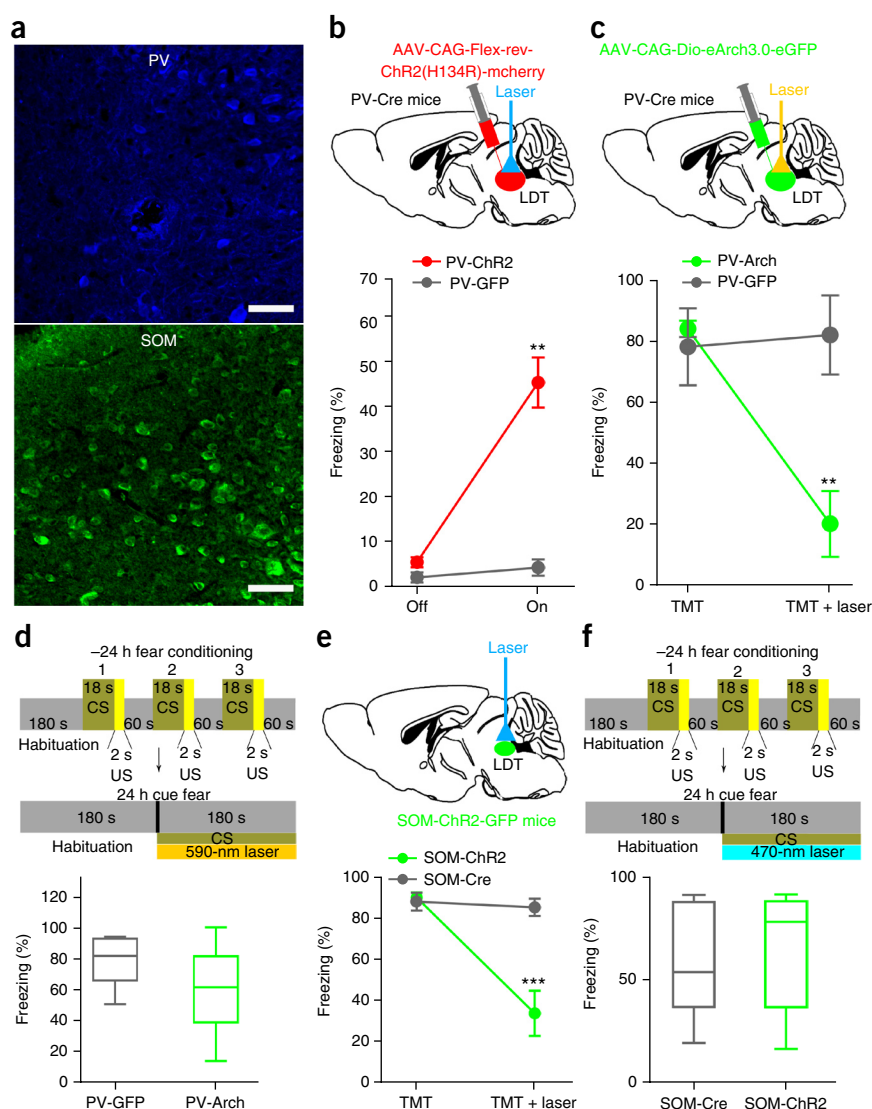 a
PV
SOM
b
AAV-CAG-Flex-rev-
ChR2(H134R)-mcherry
Laser
PV-Cre mice
LDT
PV-ChR2
PV-GFP
70
60
50
40
30
20
10
0
Freezing (%)
**
Off
On
c
AAV-CAG-Dio-eArch3.0-eGFP
Laser
PV-Cre mice
LDT
PV-Arch
PV-GFP
100
80
60
40
20
0
Freezing (%)
**
TMT
TMT + laser
d
–24 h fear conditioning
1 2 3
18 s 18 s 18 s
CS CS CS
180 s 60 s 60 s 60 s
Habituation
2 s 2 s 2 s
US US US
24 h cue fear
180 s 180 s
CS
Habituation
590-nm laser
120
100
80
60
40
20
0
Freezing (%)
PV-GFP
PV-Arch
e
Laser
LDT
SOM-ChR2-GFP mice
SOM-ChR2
SOM-Cre
100
80
60
40
20
0
Freezing (%)
***
TMT
TMT + laser
f
–24 h fear conditioning
1 2 3
18 s 18 s 18 s
CS CS CS
180 s 60 s 60 s 60 s
Habituation
2 s 2 s 2 s
US US US
24 h cue fear
180 s 180 s
CS
Habituation
470-nm laser
100
50
0
Freezing (%)
SOM-Cre
SOM-ChR2